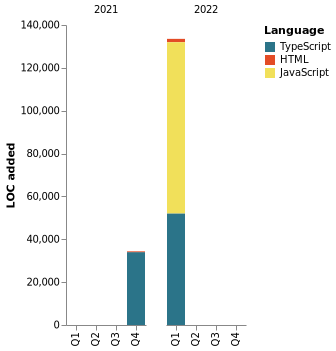 2021 2022
Language
TypeScript
HTML
JavaScript
LOC added
140,000
120,000
100,000
80,000
60,000
40,000
20,000
0
Q1 Q2 Q3 Q4 Q1 Q2 Q3 Q4